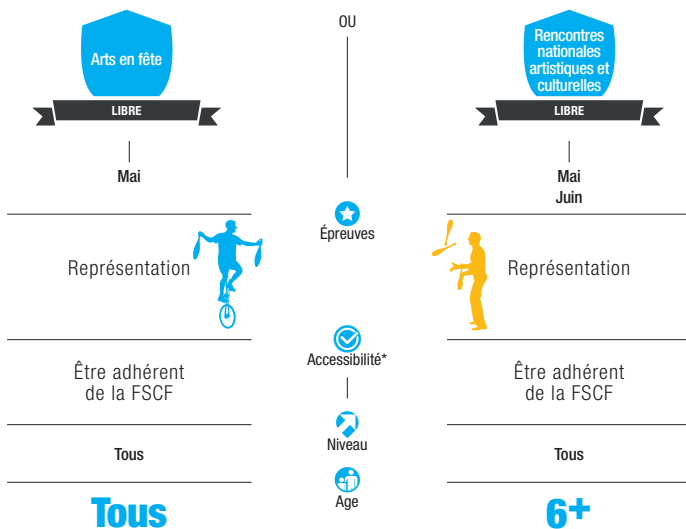 Arts en fête
LIBRE
Mai
Représentation
Être adhérent
de la FSCF
Tous
Tous
OU
Épreuves
Accessibilité*
Niveau
Age
Rencontres
nationales
artistiques et
culturelles
LIBRE
Mai
Juin
Représentation
Être adhérent
de la FSCF
Tous
6+